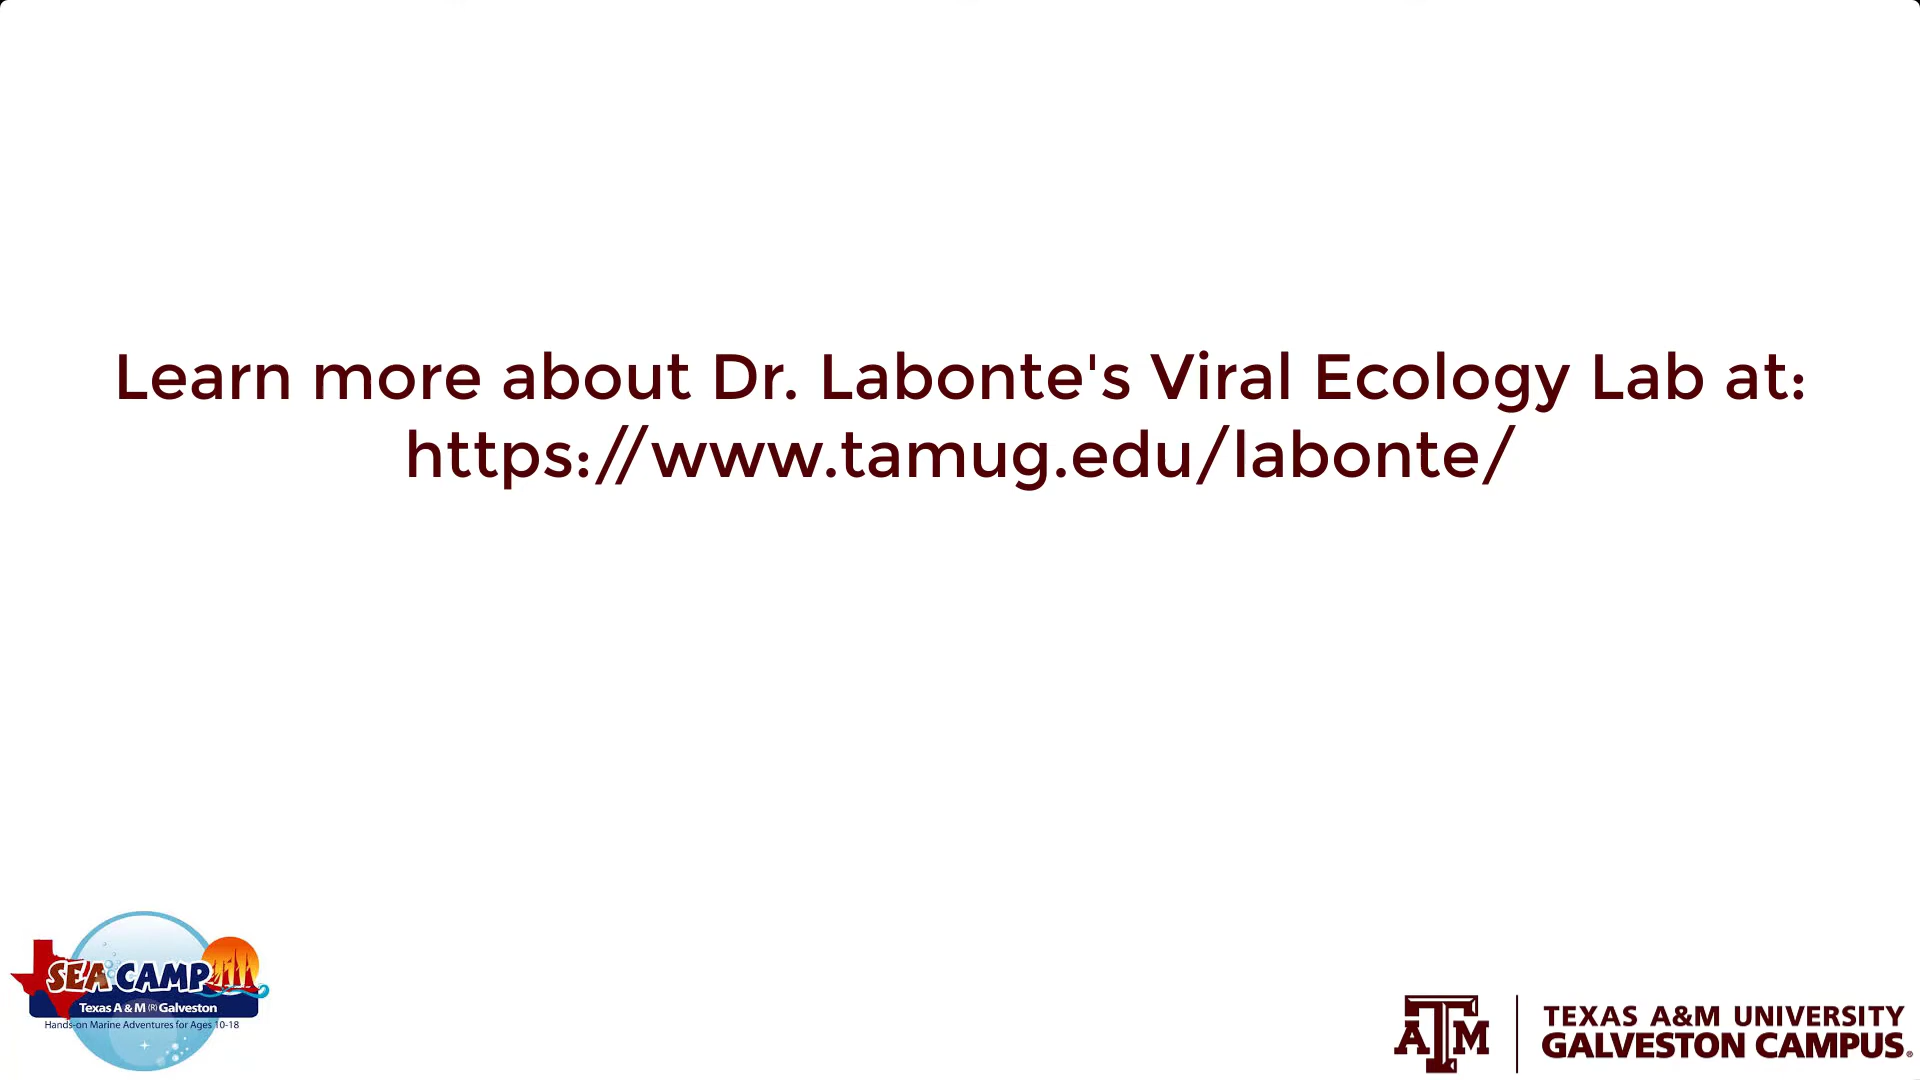 Learn more about Dr. Labonte's Viral Ecology Lab at:
https://www.tamug.edu/labonte/
SEA CAMP
Texas A & M (R) Galveston
Hands-on Marine Adventures for Ages 10-18
ATM
TEXAS A&M UNIVERSITY
GALVESTON CAMPUS®